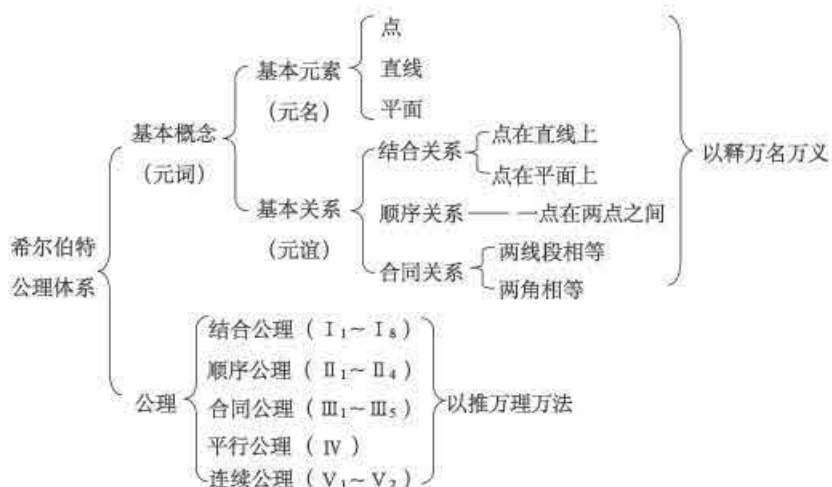 希尔伯特
公理体系
基本概念
(元词)
基本元素
(元名)
点
直线
平面
基本关系
(元谊)
结合关系
点在直线上
点在平面上
顺序关系 —— 一点在两点之间
合同关系
两线段相等
两角相等
以释万名万义
公理
结合公理 ( Ⅰ₁~Ⅰ₈ )
顺序公理 ( Ⅱ₁~Ⅱ₄ )
合同公理 ( Ⅲ₁~Ⅲ₅ )
平行公理 ( Ⅳ )
连续公理 ( Ⅴ₁~Ⅴ₂ )
以推万理万法